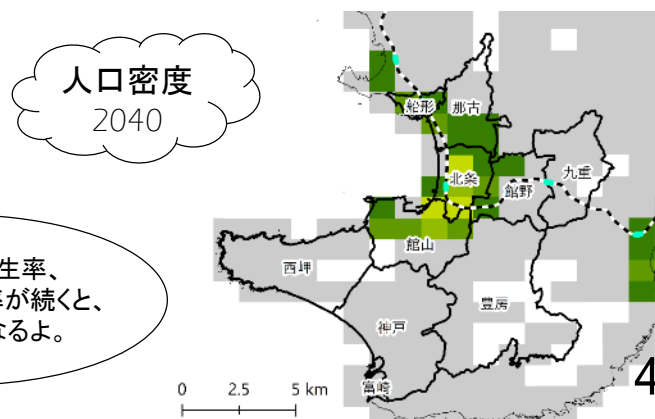 人口密度
2040
船形
那古
北条
九重
館野
館山
西岬
豊房
神戸
富崎
生率、
が続くと、
なるよ。
0 2.5 5 km
4